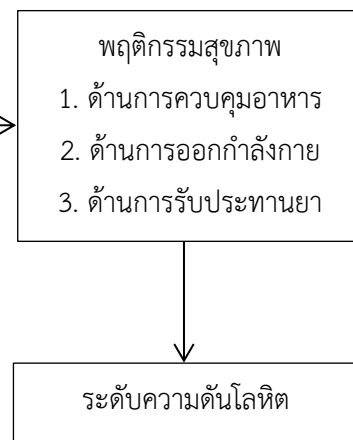 พฤติกรรมสุขภาพ
1. ด้านการควบคุมอาหาร
2. ด้านการออกกำลังกาย
3. ด้านการรับประทานยา
ระดับความดันโลหิต